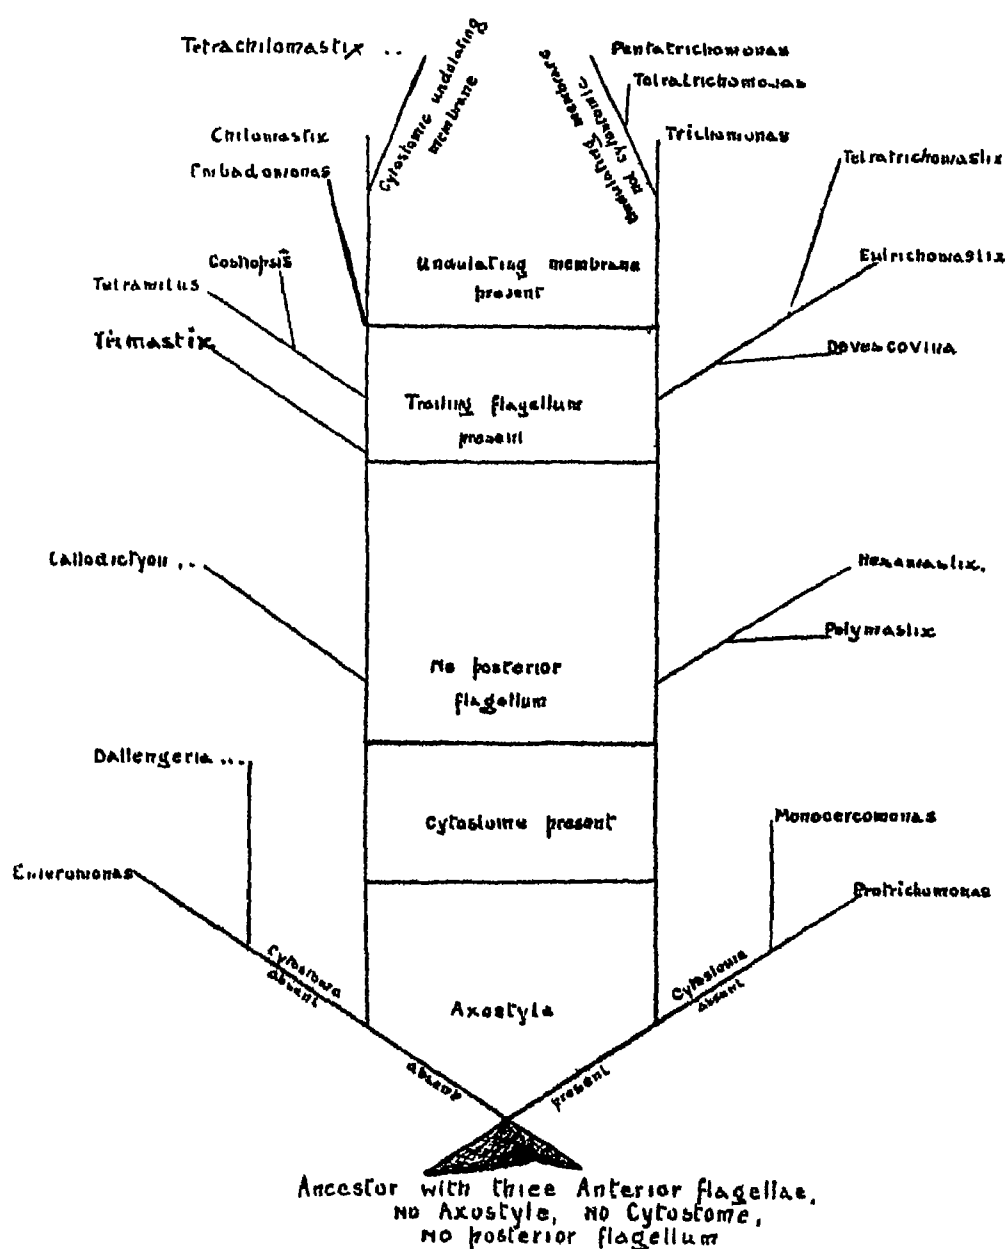 Tetrachilomastix ..
Cytostomic undulating
membrane
Undulating membrane
not cytostomic.
Pentatrichomonas
Tetratrichomonas
Chilomastix
Trichomonas
Embadomonas
Tetratrichomastix
Coshopsis
Undulating membrane
present
Eutrichomastix
Tetramitus
Trimastix
Devescovina
Trailing flagellum
present
Callodictyon ..
Hexamastix.
Polymastix
No posterior
flagellum
Dallengeria ...
Cytostome present
Monocercomonas
Enteromonas
Protrichomonas
Cytostome
absent
Cytostome
absent
Axostyle
absent
present
Ancestor with three Anterior flagellae,
No Axostyle, No Cytostome,
No posterior flagellum